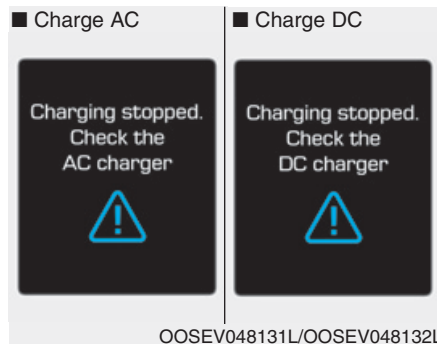 ■ Charge AC
Charging stopped.
Check the
AC charger
■ Charge DC
Charging stopped.
Check the
DC charger
OOSEV048131L/OOSEV048132L